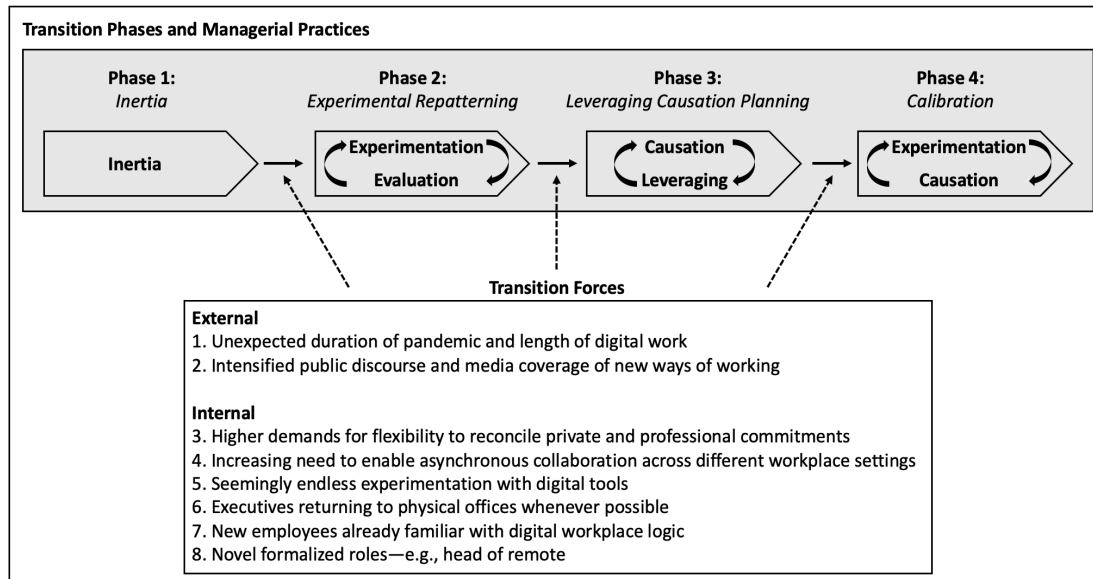 Transition Phases and Managerial Practices
Phase 1:
Inertia
Inertia
Phase 2:
Experimental Repatterning
Experimentation
Evaluation
Phase 3:
Leveraging Causation Planning
Causation
Leveraging
Phase 4:
Calibration
Experimentation
Causation
Transition Forces
External
1. Unexpected duration of pandemic and length of digital work
2. Intensified public discourse and media coverage of new ways of working
Internal
3. Higher demands for flexibility to reconcile private and professional commitments
4. Increasing need to enable asynchronous collaboration across different workplace settings
5. Seemingly endless experimentation with digital tools
6. Executives returning to physical offices whenever possible
7. New employees already familiar with digital workplace logic
8. Novel formalized roles—e.g., head of remote